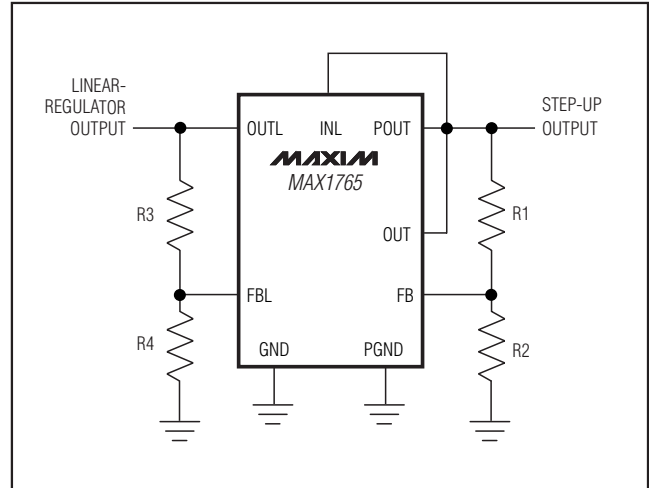 LINEAR-
REGULATOR
OUTPUT
OUTL INL POUT
STEP-UP
OUTPUT
MAXIM
MAX1765
R3
R1
OUT
FBL FB
R4
R2
GND PGND